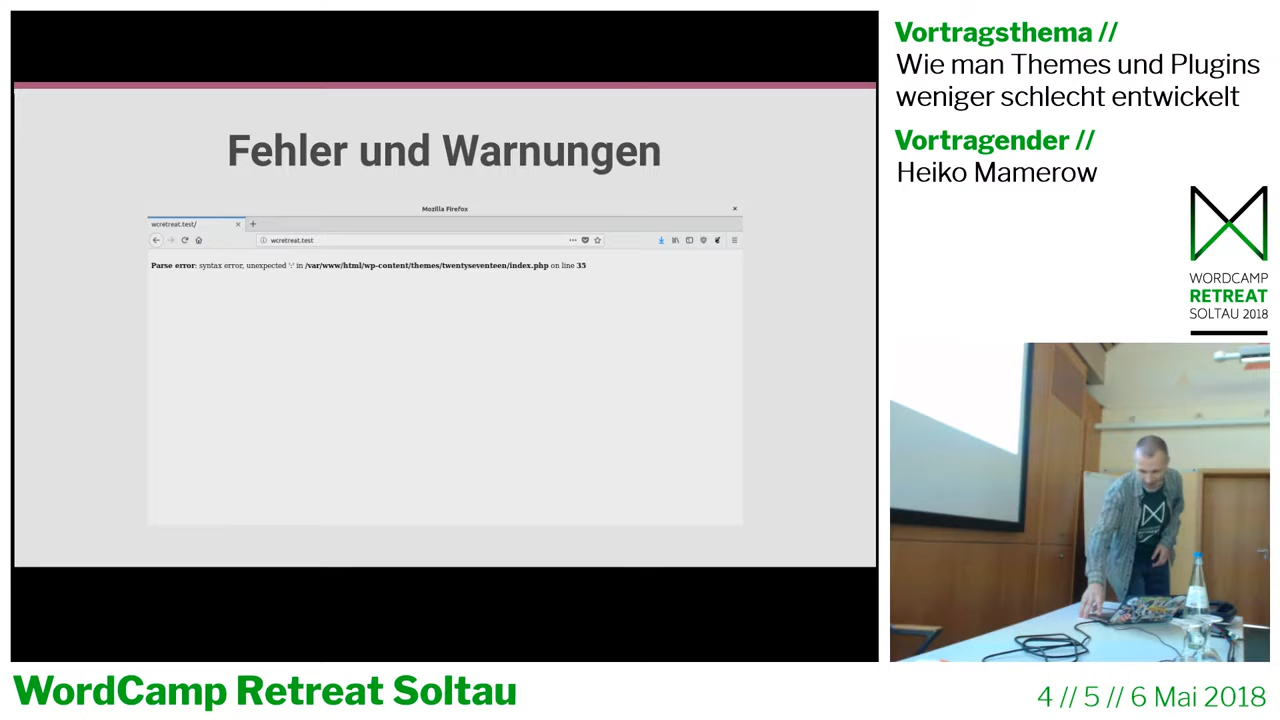 Fehler und Warnungen
Mozilla Firefox
wcretreat.test/
wcretreat.test
Parse error: syntax error, unexpected ':' in /var/www/html/wp-content/themes/twentyseventeen/index.php on line 35
Vortragsthema //
Wie man Themes und Plugins
weniger schlecht entwickelt
Vortragender //
Heiko Mamerow
WORDCAMP
RETREAT
SOLTAU 2018
WordCamp Retreat Soltau
4 // 5 // 6 Mai 2018